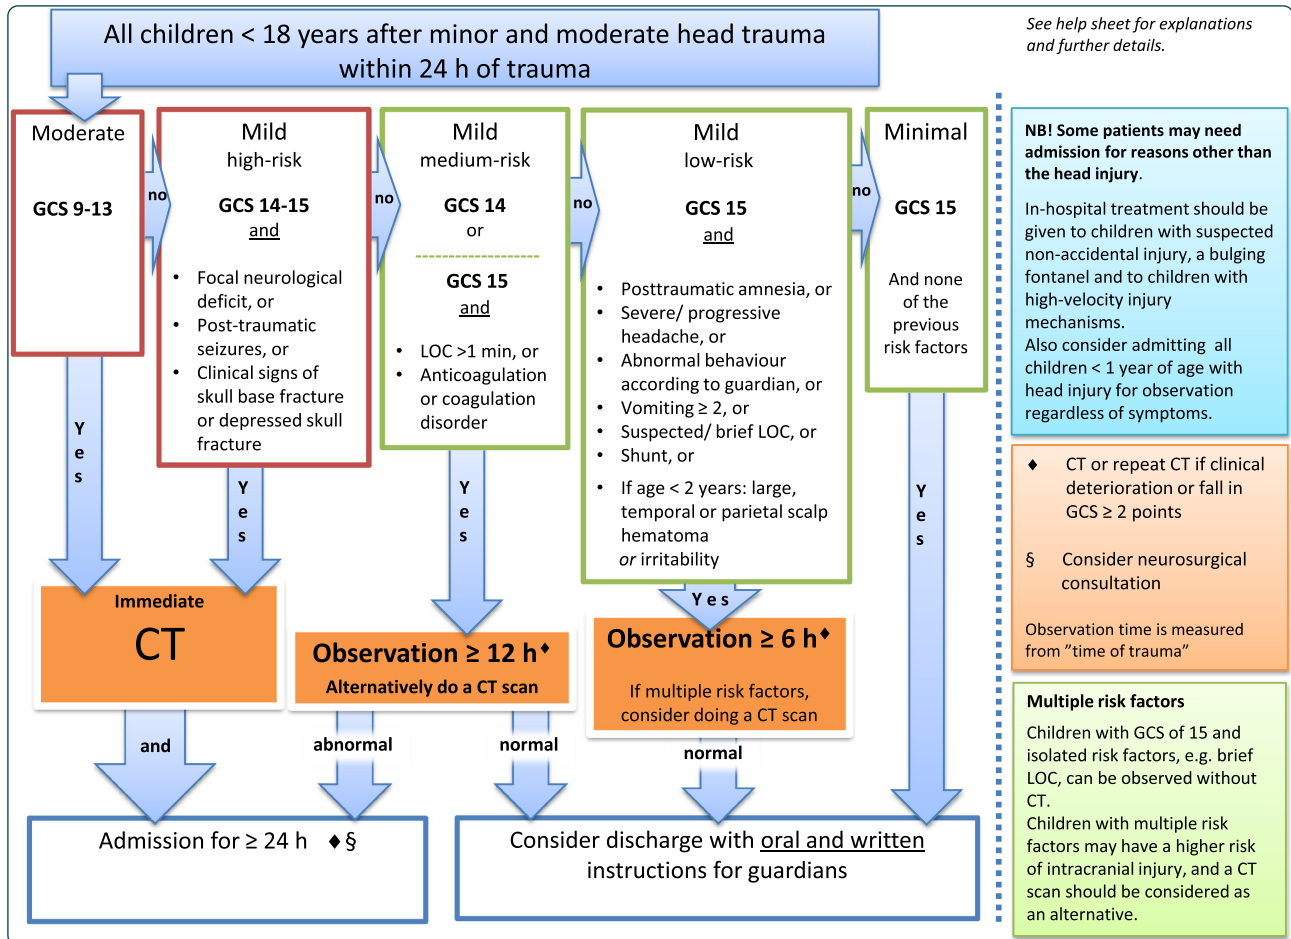 All children < 18 years after minor and moderate head trauma
within 24 h of trauma
See help sheet for explanations
and further details.
Moderate
GCS 9-13
no
Mild
high-risk
GCS 14-15
and
• Focal neurological
deficit, or
• Post-traumatic
seizures, or
• Clinical signs of
skull base fracture
or depressed skull
fracture
no
Mild
medium-risk
GCS 14
or
GCS 15
and
• LOC >1 min, or
• Anticoagulation
or coagulation
disorder
no
Mild
low-risk
GCS 15
and
• Posttraumatic amnesia, or
• Severe/ progressive
headache, or
• Abnormal behaviour
according to guardian, or
• Vomiting ≥ 2, or
• Suspected/ brief LOC, or
• Shunt, or
• If age < 2 years: large,
temporal or parietal scalp
hematoma
or irritability
no
Minimal
GCS 15
And none
of the
previous
risk factors
Yes
Yes
Yes
Yes
Yes
Immediate
CT
Observation ≥ 12 h♦
Alternatively do a CT scan
Observation ≥ 6 h♦
If multiple risk factors,
consider doing a CT scan
and
abnormal
normal
normal
Admission for ≥ 24 h ♦ §
Consider discharge with oral and written
instructions for guardians
NB! Some patients may need
admission for reasons other than
the head injury.
In-hospital treatment should be
given to children with suspected
non-accidental injury, a bulging
fontanel and to children with
high-velocity injury
mechanisms.
Also consider admitting all
children < 1 year of age with
head injury for observation
regardless of symptoms.
♦ CT or repeat CT if clinical
deterioration or fall in
GCS ≥ 2 points
§ Consider neurosurgical
consultation
Observation time is measured
from ”time of trauma”
Multiple risk factors
Children with GCS of 15 and
isolated risk factors, e.g. brief
LOC, can be observed without
CT.
Children with multiple risk
factors may have a higher risk
of intracranial injury, and a CT
scan should be considered as
an alternative.